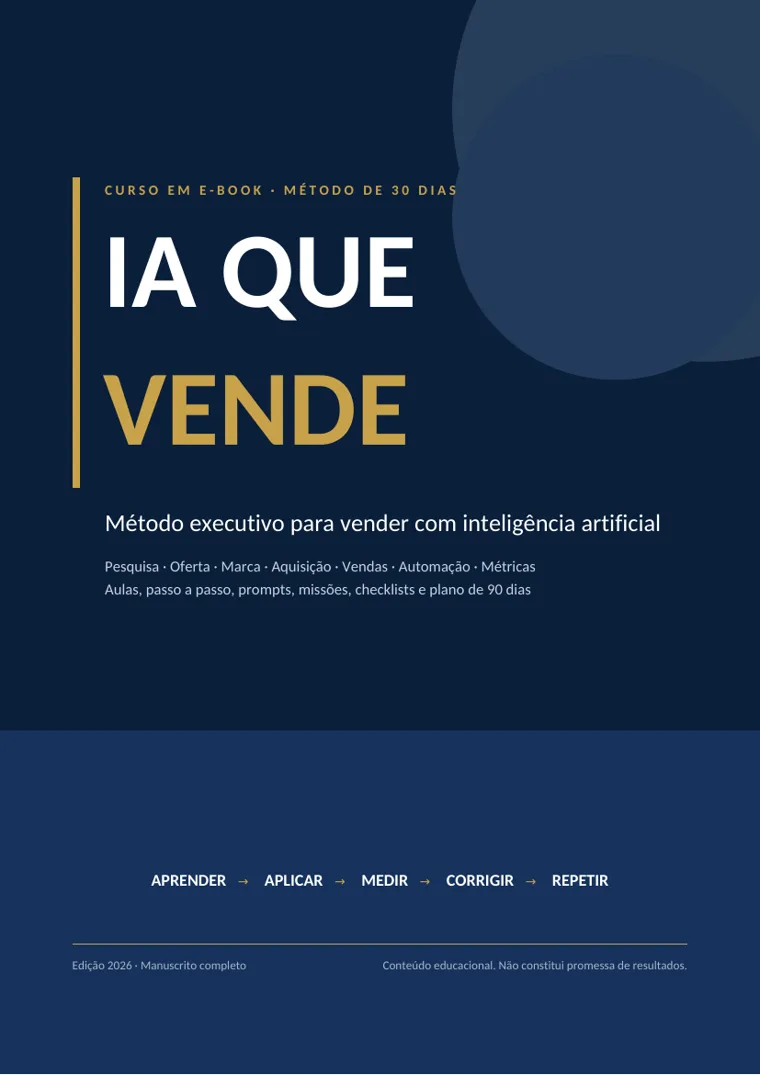 CURSO EM E-BOOK · MÉTODO DE 30 DIAS
IA QUE
VENDE
Método executivo para vender com inteligência artificial
Pesquisa · Oferta · Marca · Aquisição · Vendas · Automação · Métricas
Aulas, passo a passo, prompts, missões, checklists e plano de 90 dias
APRENDER → APLICAR → MEDIR → CORRIGIR → REPETIR
Edição 2026 · Manuscrito completo
Conteúdo educacional. Não constitui promessa de resultados.